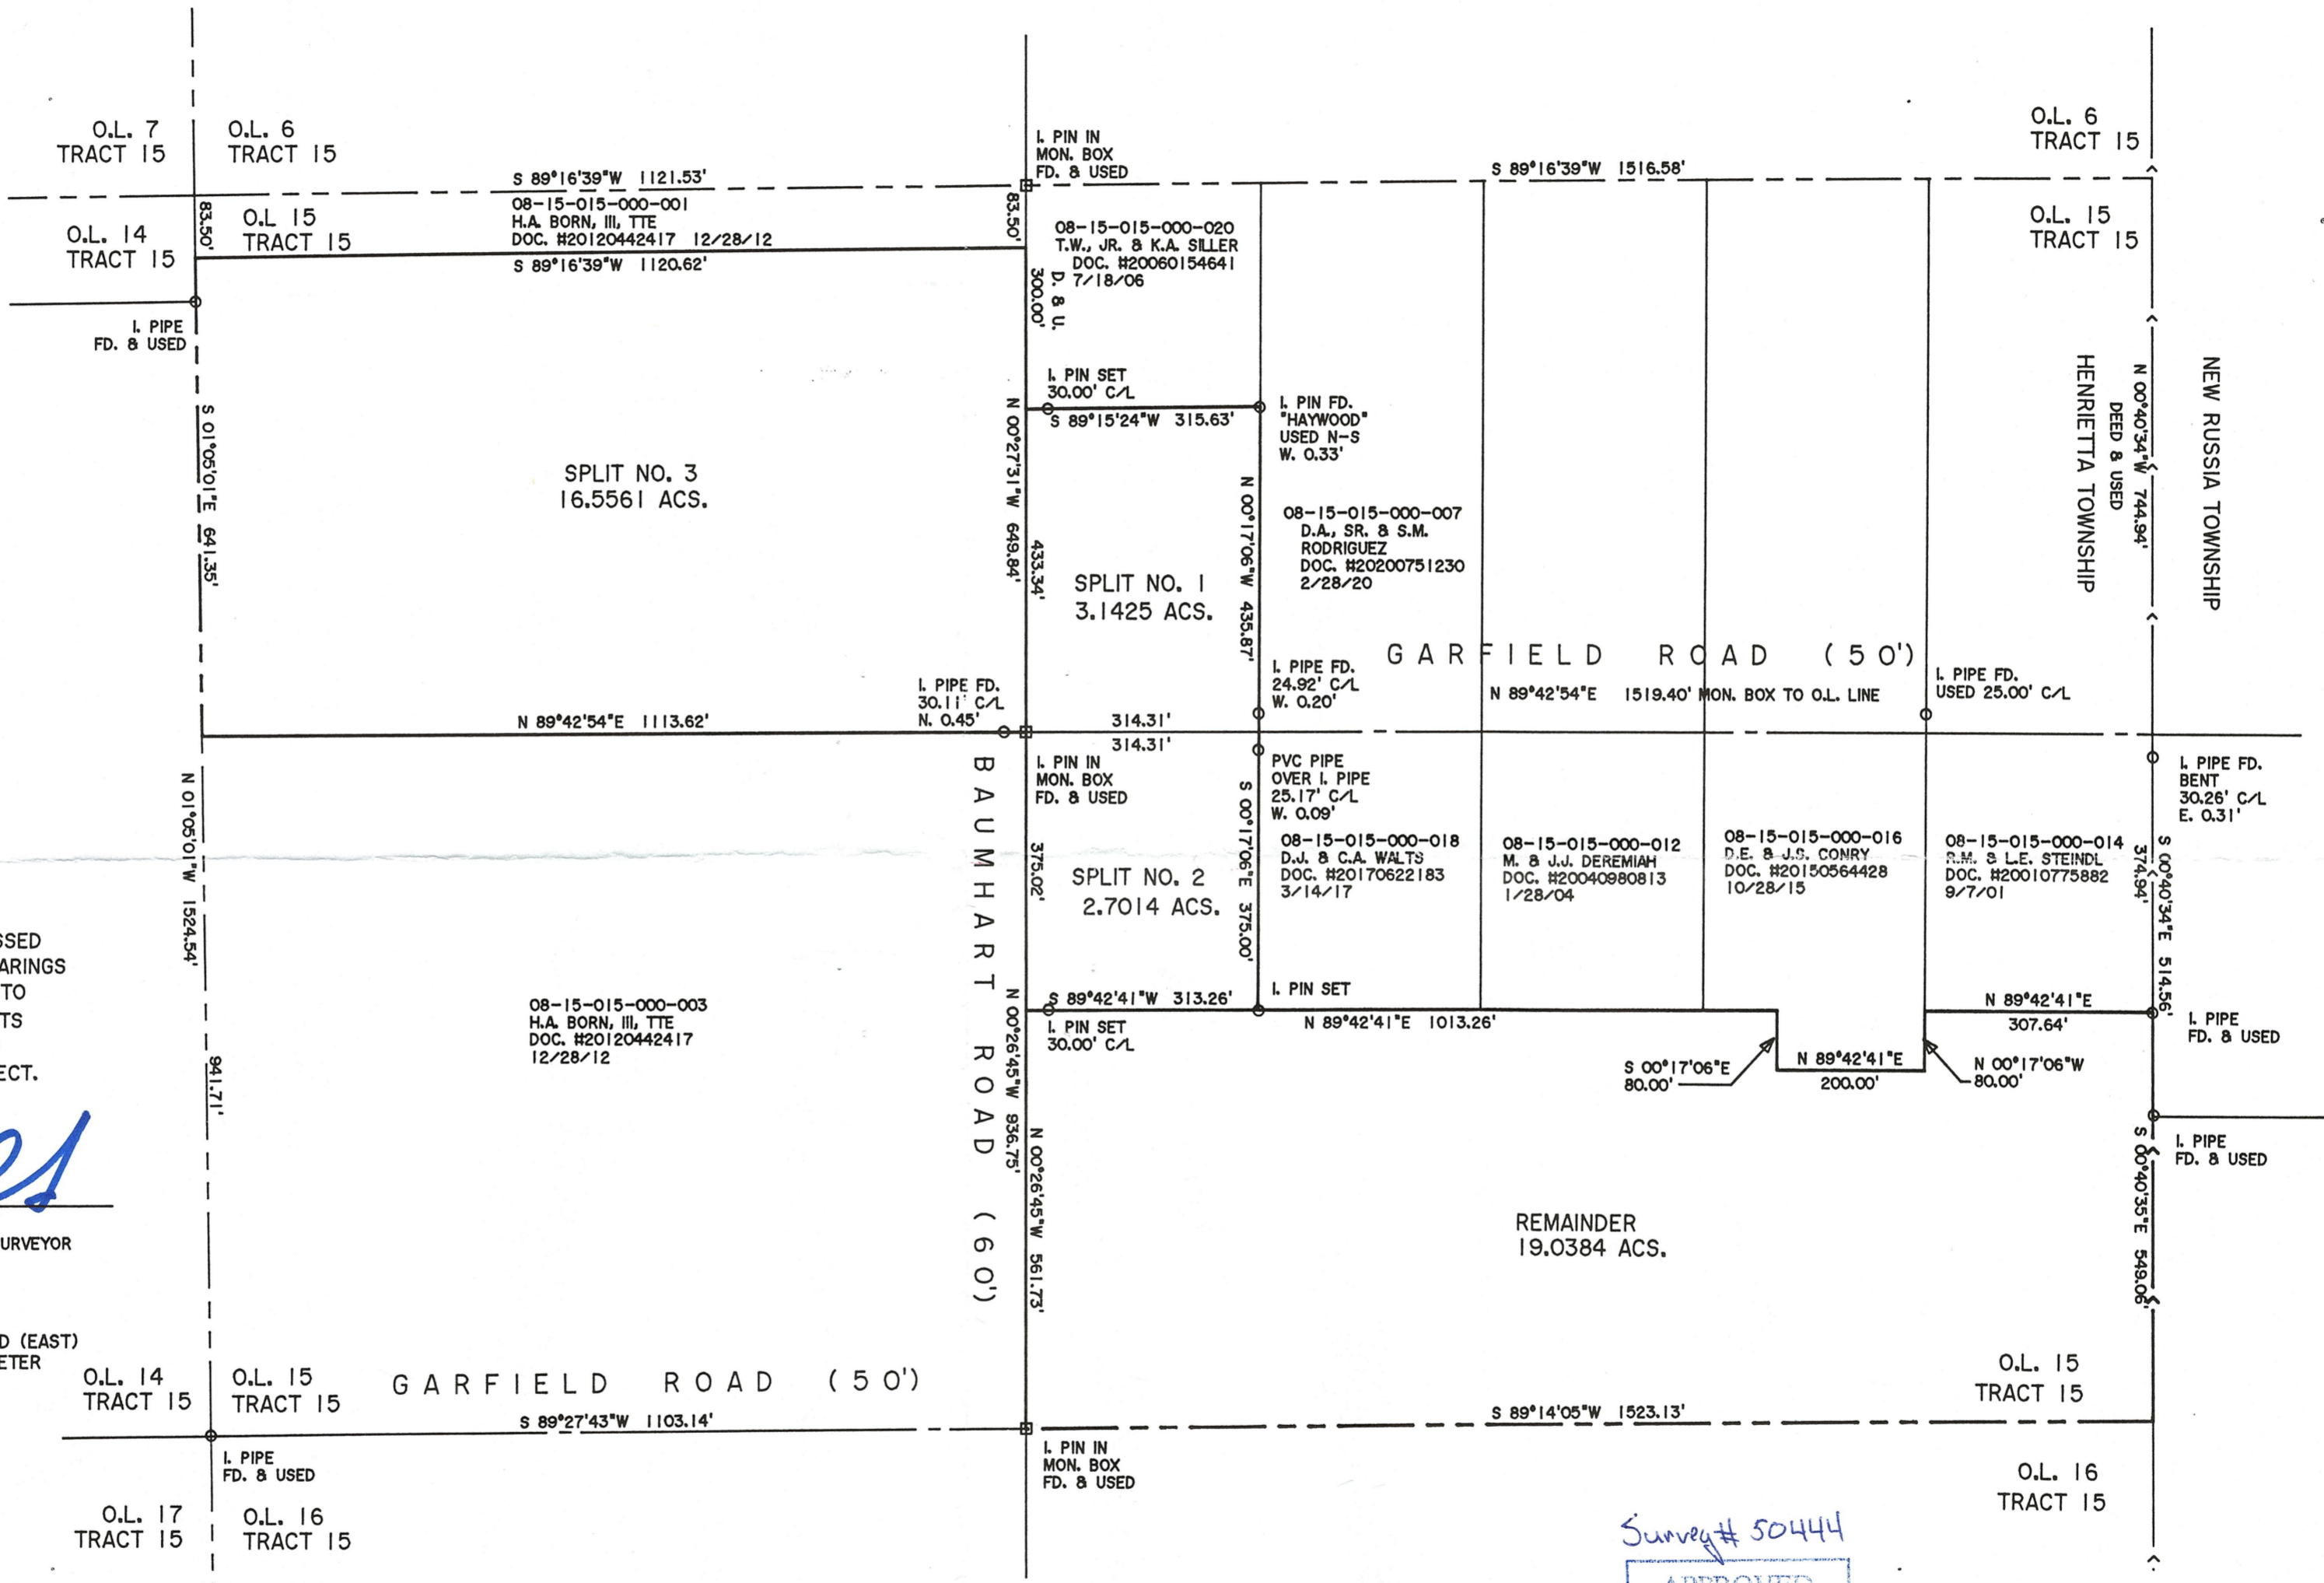 O.L. 7
TRACT 15
O.L. 6
TRACT 15
S 89°16'39"W 1121.53'
I. PIN IN
MON. BOX
FD. & USED
S 89°16'39"W 1516.58'
O.L. 6
TRACT 15
O.L. 14
TRACT 15
83.50'
O.L 15
TRACT 15
08-15-015-000-001
H.A. BORN, III, TTE
DOC. #20120442417 12/28/12
S 89°16'39"W 1120.62'
83.50'
08-15-015-000-020
T.W., JR. & K.A. SILLER
DOC. #20060154641
7/18/06
D. & U.
300.00'
O.L. 15
TRACT 15
I. PIPE
FD. & USED
S 01°05'01"E 641.35'
SPLIT NO. 3
16.5561 ACS.
N 00°27'31"W 649.84'
433.34'
I. PIN SET
30.00' C/L
S 89°15'24"W 315.63'
I. PIN FD.
"HAYWOOD"
USED N-S
W. 0.33'
N 00°17'06"W 435.87'
SPLIT NO. 1
3.1425 ACS.
08-15-015-000-007
D.A., SR. & S.M.
RODRIGUEZ
DOC. #20200751230
2/28/20
HENRIETTA TOWNSHIP
DEED & USED
N 00°40'34"W 744.94'
NEW RUSSIA TOWNSHIP
GARFIELD ROAD (50')
N 89°42'54"E 1519.40' MON. BOX TO O.L. LINE
I. PIPE FD.
24.92' C/L
W. 0.20'
I. PIPE FD.
USED 25.00' C/L
I. PIPE FD.
30.11' C/L
N. 0.45'
N 89°42'54"E 1113.62'
314.31'
314.31'
I. PIN IN
MON. BOX
FD. & USED
PVC PIPE
OVER I. PIPE
25.17' C/L
W. 0.09'
I. PIPE FD.
BENT
30.26' C/L
E. 0.31'
N 01°05'01"W 1524.54'
941.71'
BAUMHART ROAD (60')
375.02'
SPLIT NO. 2
2.7014 ACS.
S 00°17'06"E 375.00'
08-15-015-000-018
D.J. & C.A. WALTS
DOC. #20170622183
3/14/17
08-15-015-000-012
M. & J.J. DEREMIAH
DOC. #20040980813
1/28/04
08-15-015-000-016
D.E. & J.S. CONRY
DOC. #20150564428
10/28/15
08-15-015-000-014
R.M. & L.E. STEINDL
DOC. #20010775882
9/7/01
374.94'
S 00°40'34"E 514.56'
SSED
ARINGS
TO
TS
ECT.
08-15-015-000-003
H.A. BORN, III, TTE
DOC. #20120442417
12/28/12
S 89°42'41"W 313.26'
I. PIN SET
30.00' C/L
I. PIN SET
N 89°42'41"E 1013.26'
N 89°42'41"E
307.64'
I. PIPE
FD. & USED
S 00°17'06"E
80.00'
N 89°42'41"E
200.00'
N 00°17'06"W
80.00'
N 00°26'45"W 936.75'
N 00°26'45"W 561.73'
I. PIPE
FD. & USED
S 00°40'35"E 549.06'
URVEYOR
REMAINDER
19.0384 ACS.
D (EAST)
ETER
O.L. 14
TRACT 15
O.L. 15
TRACT 15
GARFIELD ROAD (50')
S 89°27'43"W 1103.14'
S 89°14'05"W 1523.13'
O.L. 15
TRACT 15
I. PIPE
FD. & USED
I. PIN IN
MON. BOX
FD. & USED
O.L. 17
TRACT 15
O.L. 16
TRACT 15
O.L. 16
TRACT 15
Survey# 50444
APPROVED